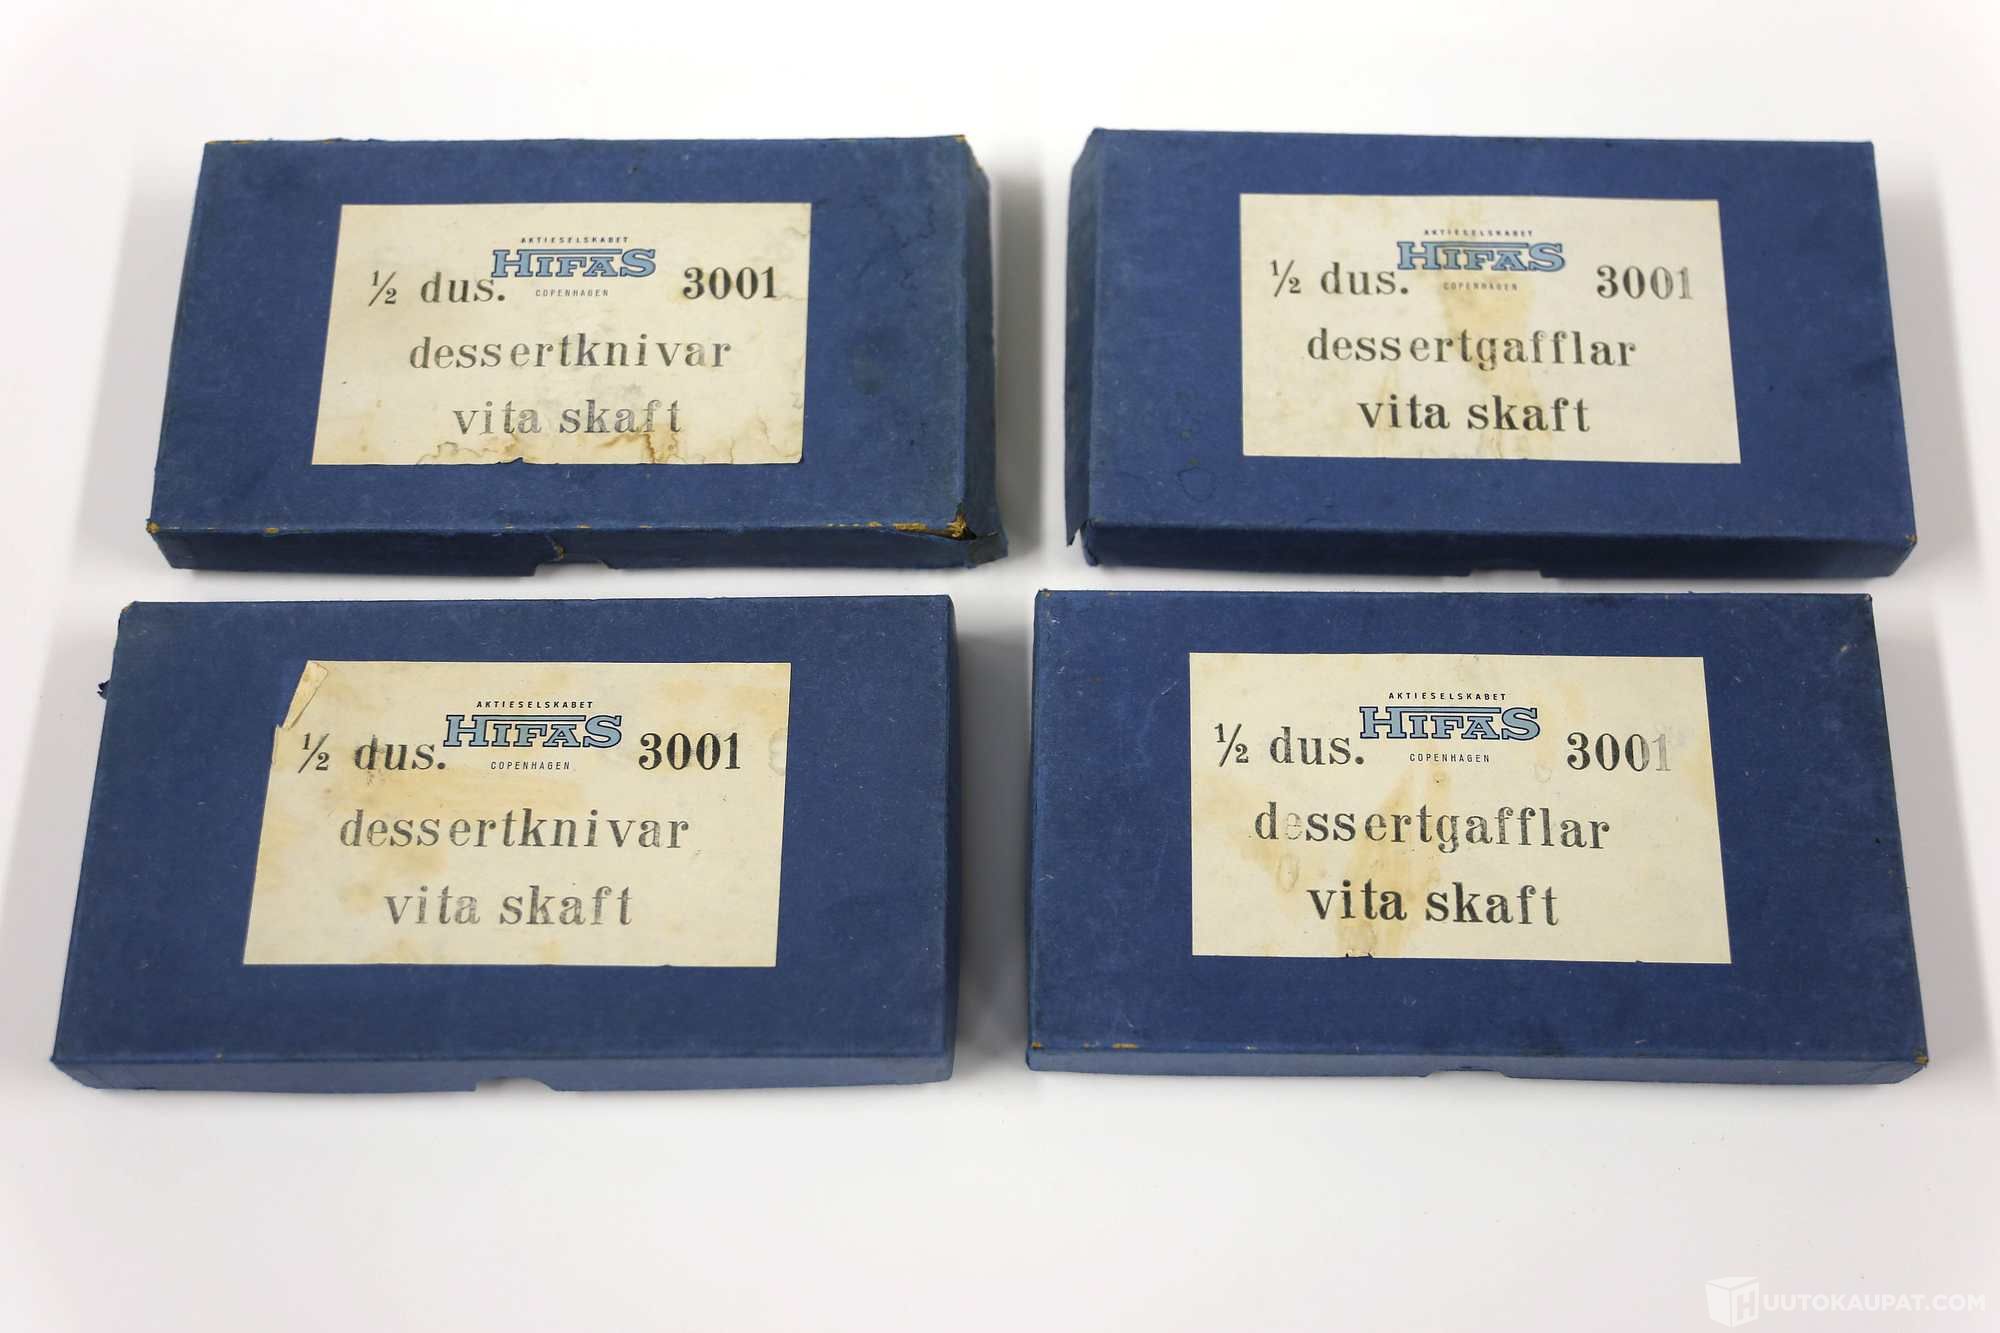 AKTIESELSKABET
HIFAS
½ dus. 3001
COPENHAGEN
dessertknivar
vita skaft
AKTIESELSKABET
HIFAS
½ dus. 3001
COPENHAGEN
dessertgafflar
vita skaft
AKTIESELSKABET
HIFAS
½ dus. 3001
COPENHAGEN
dessertknivar
vita skaft
AKTIESELSKABET
HIFAS
½ dus. 3001
COPENHAGEN
dessertgafflar
vita skaft
HUUTOKAUPAT.COM